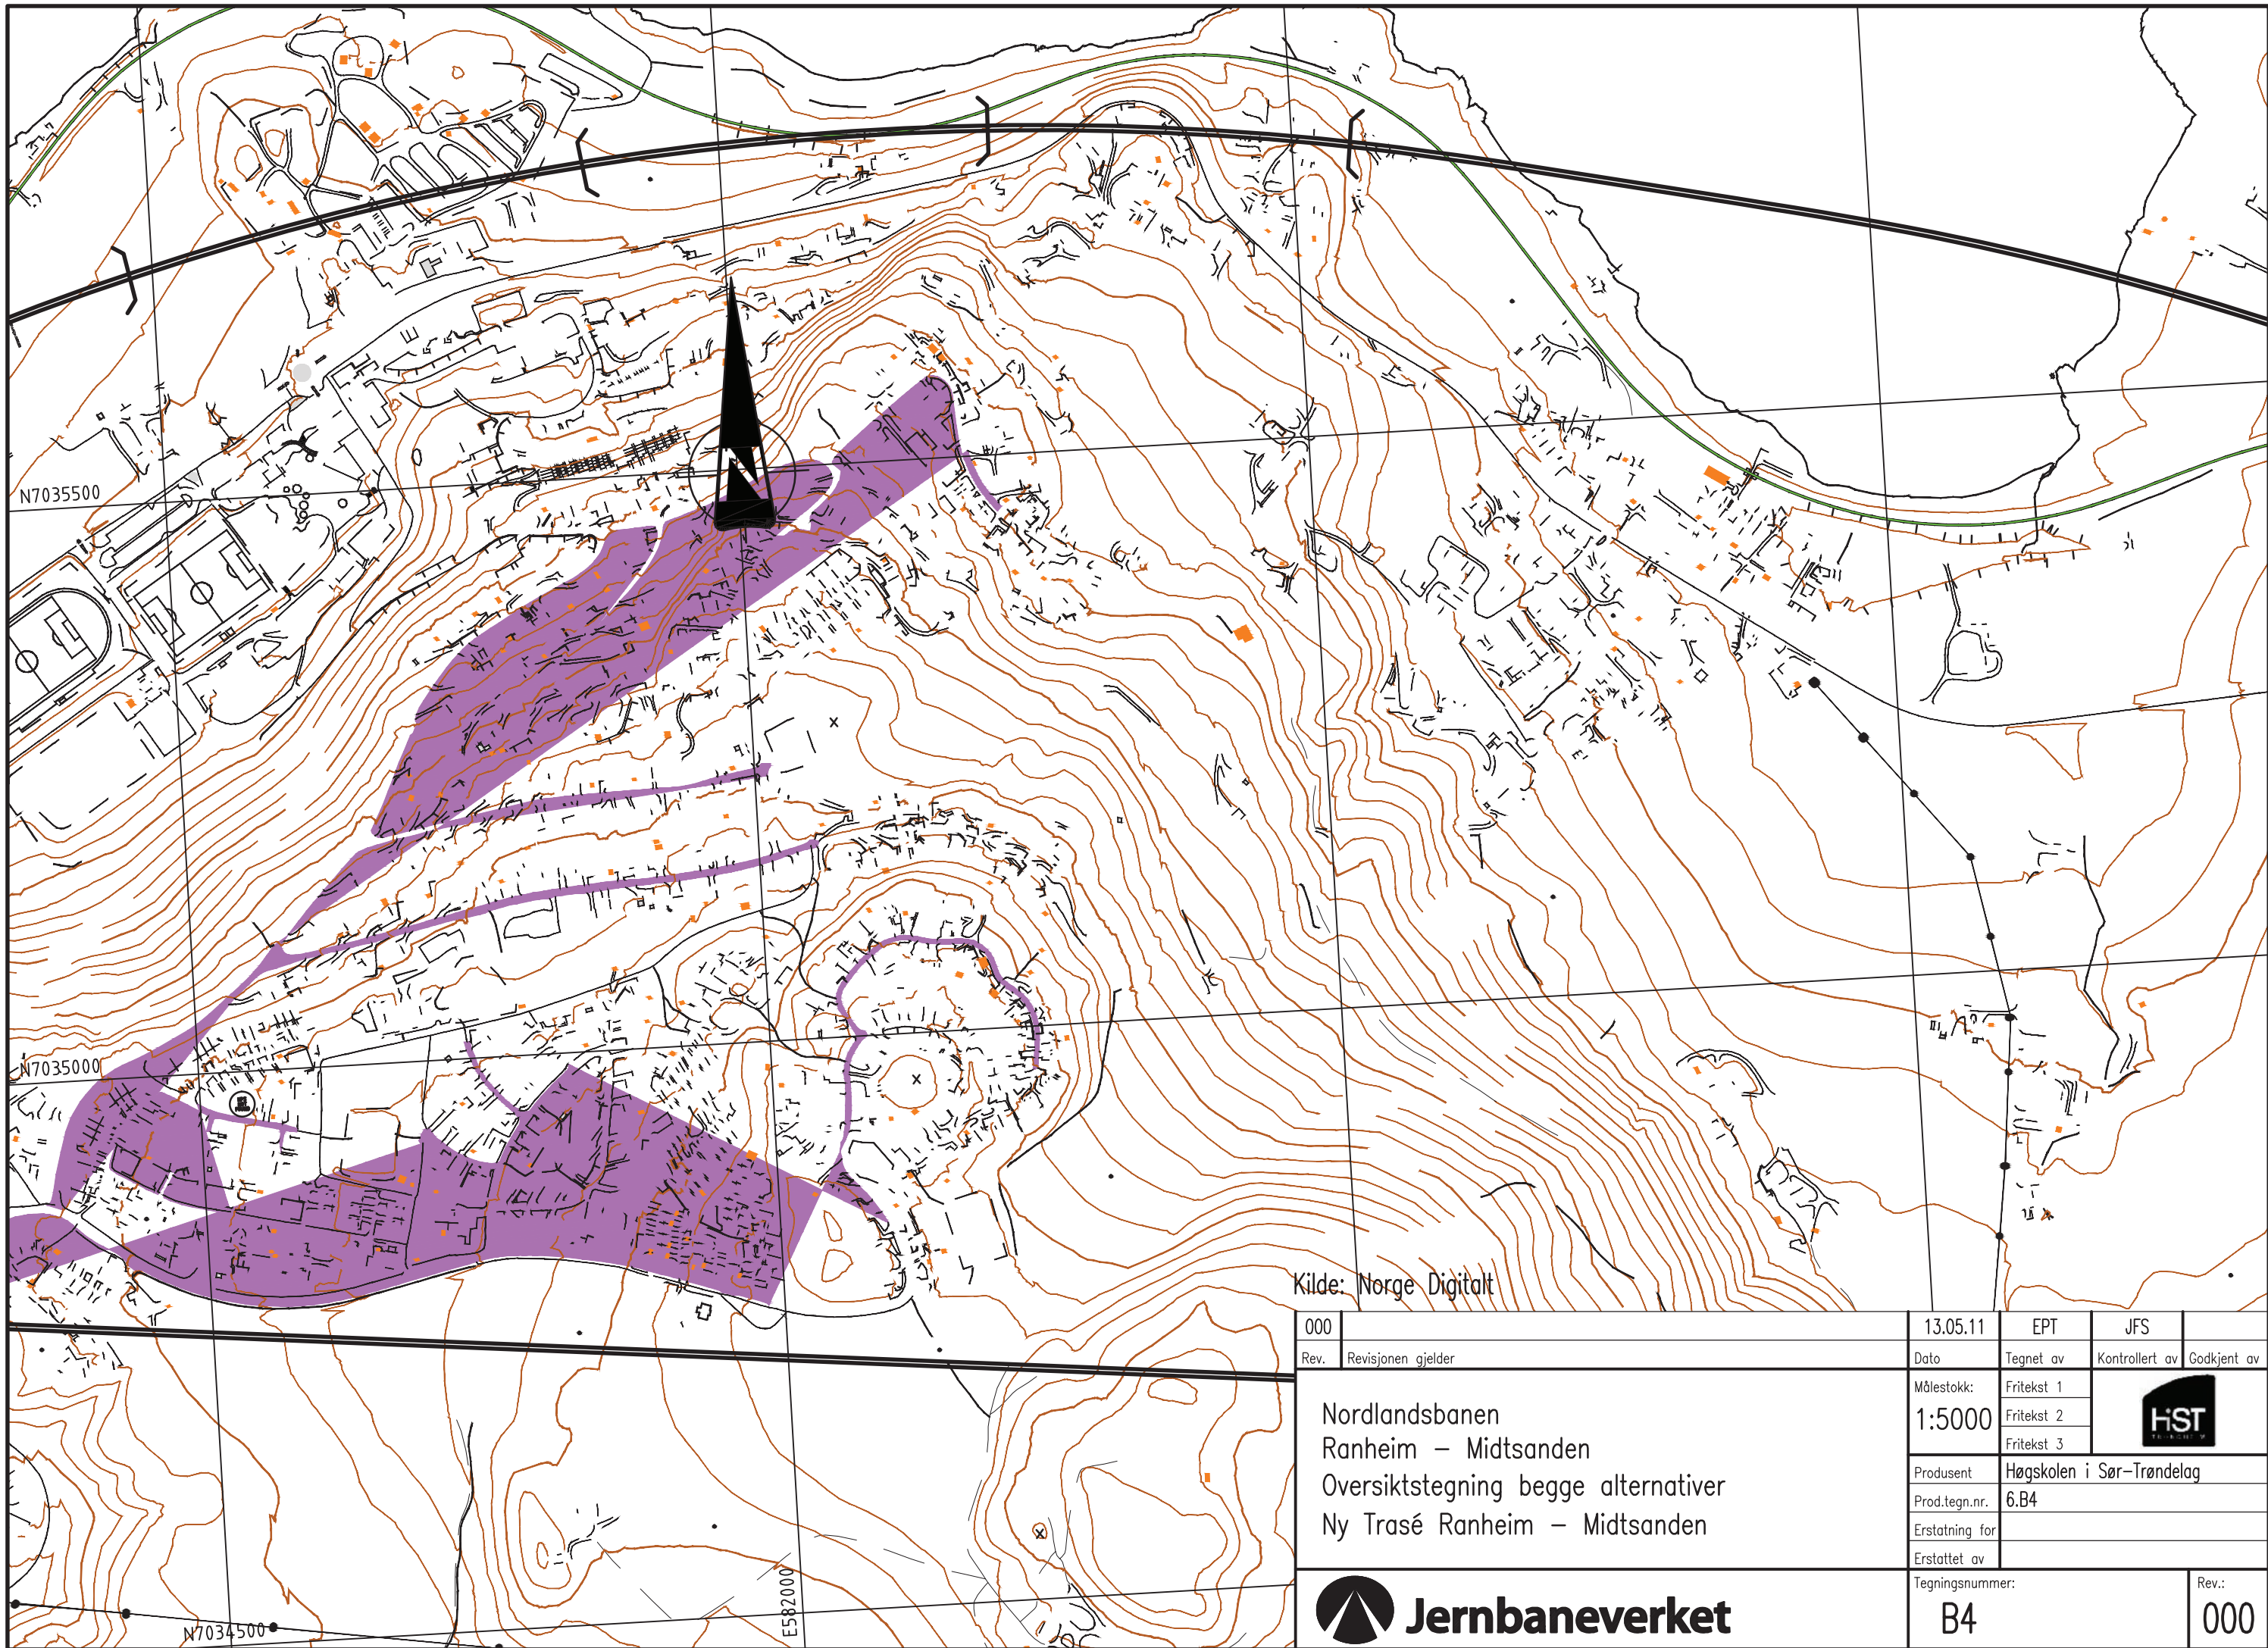 N7035500
N7035000
N7034500
E582000
Kilde: Norge Digitalt
000
13.05.11
EPT
JFS
Rev.
Revisjonen gjelder
Dato
Tegnet av
Kontrollert av
Godkjent av
Nordlandsbanen
Ranheim – Midtsanden
Oversiktstegning begge alternativer
Ny Trasé Ranheim – Midtsanden
Målestokk:
1:5000
Fritekst 1
Fritekst 2
Fritekst 3
HiST
Produsent
Høgskolen i Sør-Trøndelag
Prod.tegn.nr.
6.B4
Erstatning for
Erstattet av
Jernbaneverket
Tegningsnummer:
B4
Rev.:
000